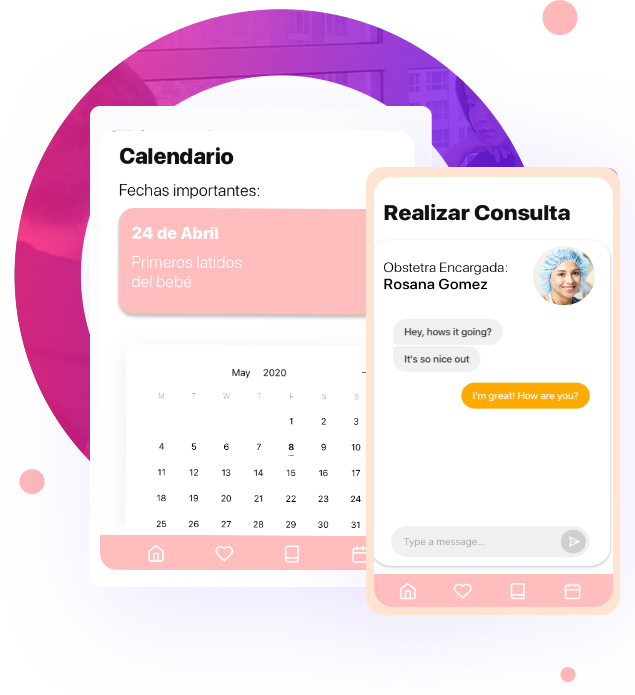 Calendario
Fechas importantes:
24 de Abril
Primeros latidos
del bebé
May 2020
M T W T F S S
1 2 3
4 5 6 7 8 9 10
11 12 13 14 15 16 17
18 19 20 21 22 23 24
25 26 27 28 29 30 31
Realizar Consulta
Obstetra Encargada:
Rosana Gomez
Hey, hows it going?
It's so nice out
I'm great! How are you?
Type a message...